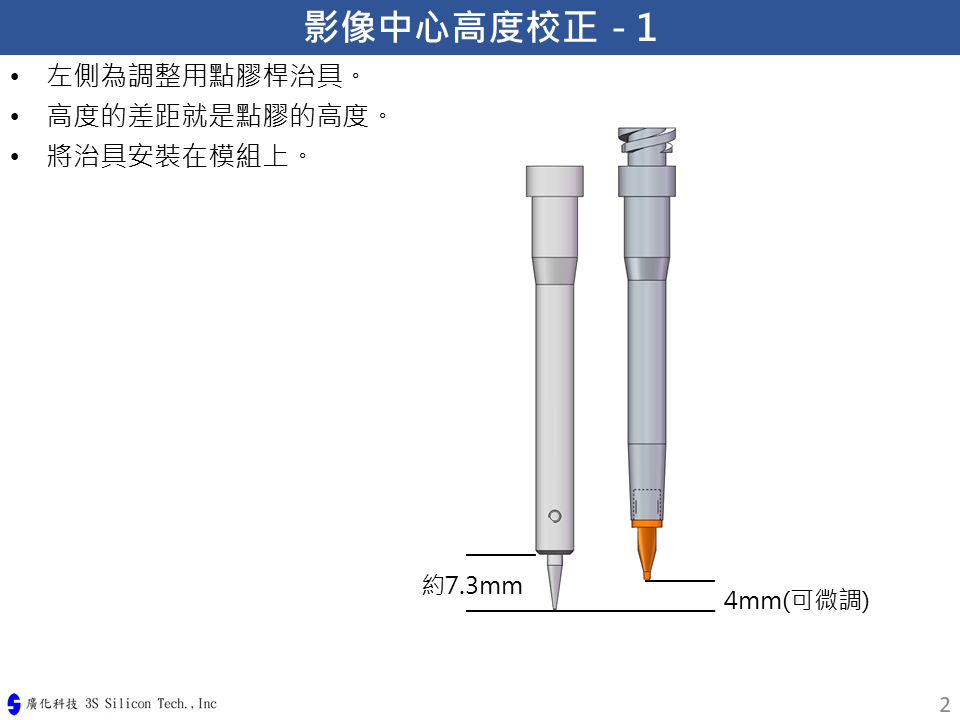 影像中心高度校正 - 1
• 左側為調整用點膠桿治具。
• 高度的差距就是點膠的高度。
• 將治具安裝在模組上。
約7.3mm
4mm(可微調)
廣化科技 3S Silicon Tech.,Inc
2